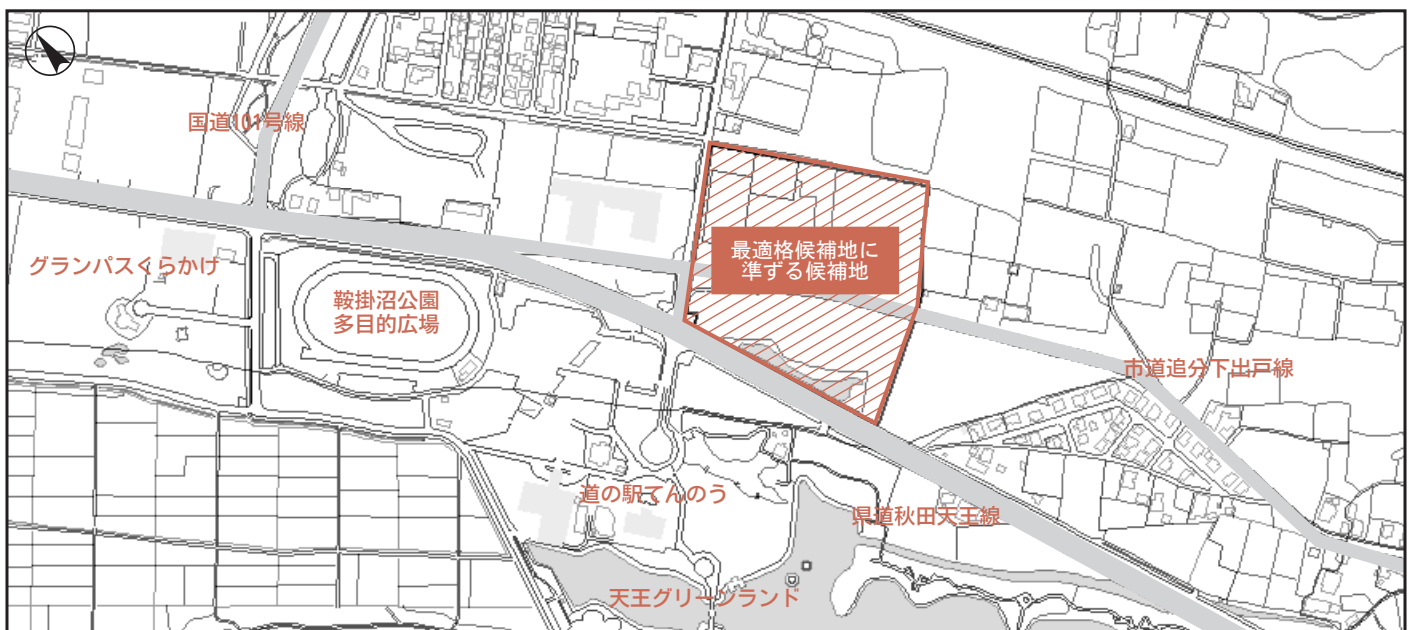 国道101号線
グランパスくらかけ
鞍掛沼公園
多目的広場
最適格候補地に
準ずる候補地
市道追分下出戸線
道の駅てんのう
県道秋田天王線
天王グリーンランド